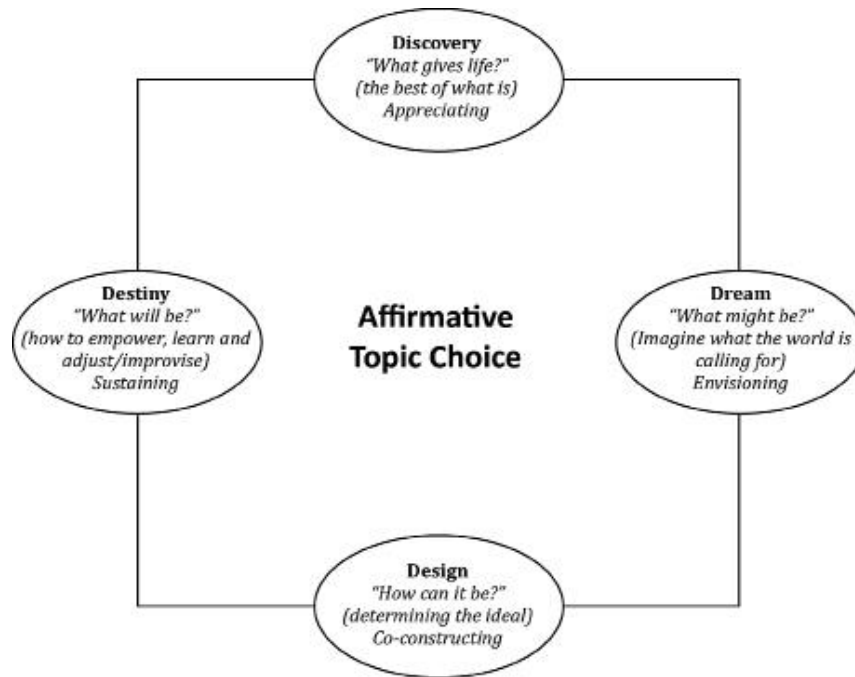 Discovery
“What gives life?”
(the best of what is)
Appreciating
Destiny
“What will be?”
(how to empower, learn and
adjust/improvise)
Sustaining
Affirmative
Topic Choice
Dream
“What might be?”
(Imagine what the world is
calling for)
Envisioning
Design
“How can it be?”
(determining the ideal)
Co-constructing